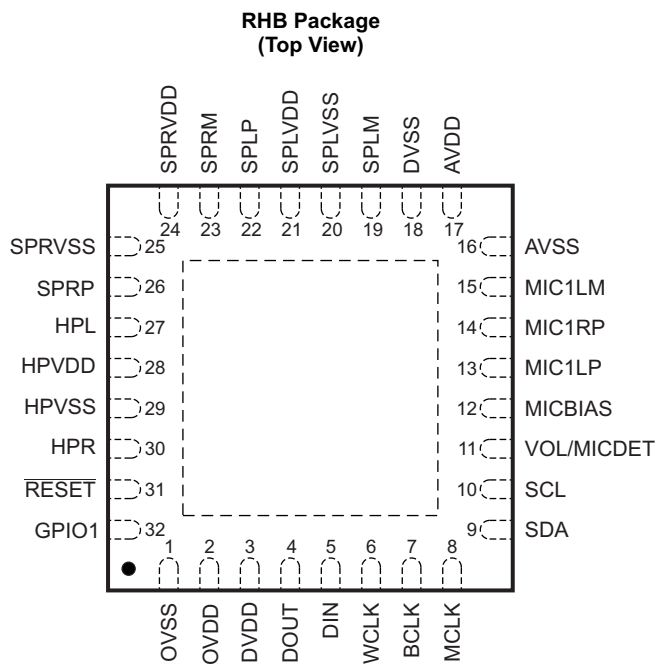 RHB Package
(Top View)
SPRVDD
SPRM
SPLP
SPLVDD
SPLVSS
SPLM
DVSS
AVDD
24 23 22 21 20 19 18 17
SPRVSS 25 16 AVSS
SPRP 26 15 MIC1LM
HPL 27 14 MIC1RP
HPVDD 28 13 MIC1LP
HPVSS 29 12 MICBIAS
HPR 30 11 VOL/MICDET
RESET 31 10 SCL
GPIO1 32 9 SDA
1 2 3 4 5 6 7 8
OVSS
OVDD
DVDD
DOUT
DIN
WCLK
BCLK
MCLK